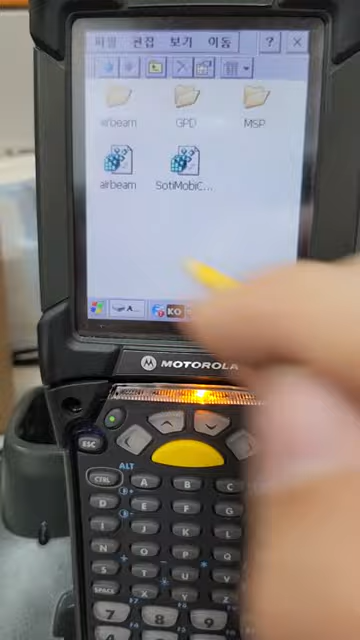 파일 편집 보기 이동 ? ×
airbeam GPD MSP
airbeam SotiMobiC...
A... KO
MOTOROLA
ESC
ALT
CTRL A B C
D E F G
I J K L
N O P Q
S T U V
SPACE X Y Z
F7
7 8 9